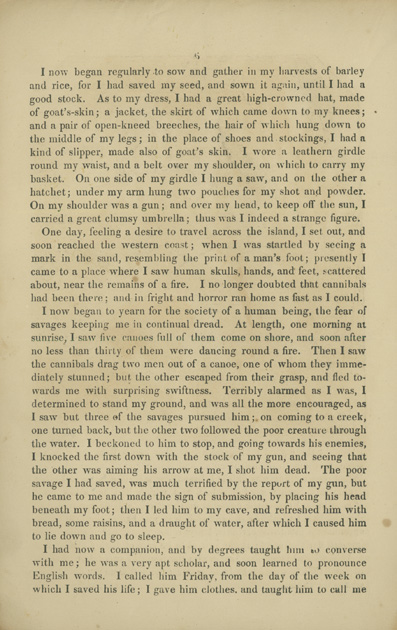 I now began regularly to sow and gather in my harvests of barley
and rice, for I had saved my seed, and sown it again, until I had a
good stock. As to my dress, I had a great high-crowned hat, made
of goat's-skin; a jacket, the skirt of which came down to my knees;
and a pair of open-kneed breeches, the hair of which hung down to
the middle of my legs; in the place of shoes and stockings, I had a
kind of slipper, made also of goat's skin. I wore a leathern girdle
round my waist, and a belt over my shoulder, on which to carry my
basket. On one side of my girdle I hung a saw, and on the other a
hatchet; under my arm hung two pouches for my shot and powder.
On my shoulder was a gun; and over my head, to keep off the sun, I
carried a great clumsy umbrella; thus was I indeed a strange figure.
One day, feeling a desire to travel across the island, I set out, and
soon reached the western coast; when I was startled by seeing a
mark in the sand, resembling the print of a man's foot; presently I
came to a place where I saw human skulls, hands, and feet, scattered
about, near the remains of a fire. I no longer doubted that cannibals
had been there; and in fright and horror ran home as fast as I could.
I now began to yearn for the society of a human being, the fear of
savages keeping me in continual dread. At length, one morning at
sunrise, I saw five canoes full of them come on shore, and soon after
no less than thirty of them were dancing round a fire. Then I saw
the cannibals drag two men out of a canoe, one of whom they imme-
diately stunned; but the other escaped from their grasp, and fled to-
wards me with surprising swiftness. Terribly alarmed as I was, I
determined to stand my ground, and was all the more encouraged, as
I saw but three of the savages pursued him; on coming to a creek,
one turned back, but the other two followed the poor creature through
the water. I beckoned to him to stop, and going towards his enemies,
I knocked the first down with the stock of my gun, and seeing that
the other was aiming his arrow at me, I shot him dead. The poor
savage I had saved, was much terrified by the report of my gun, but
he came to me and made the sign of submission, by placing his head
beneath my foot; then I led him to my cave, and refreshed him with
bread, some raisins, and a draught of water, after which I caused him
to lie down and go to sleep.
I had now a companion, and by degrees taught him to converse
with me; he was a very apt scholar, and soon learned to pronounce
English words. I called him Friday, from the day of the week on
which I saved his life; I gave him clothes, and taught him to call me